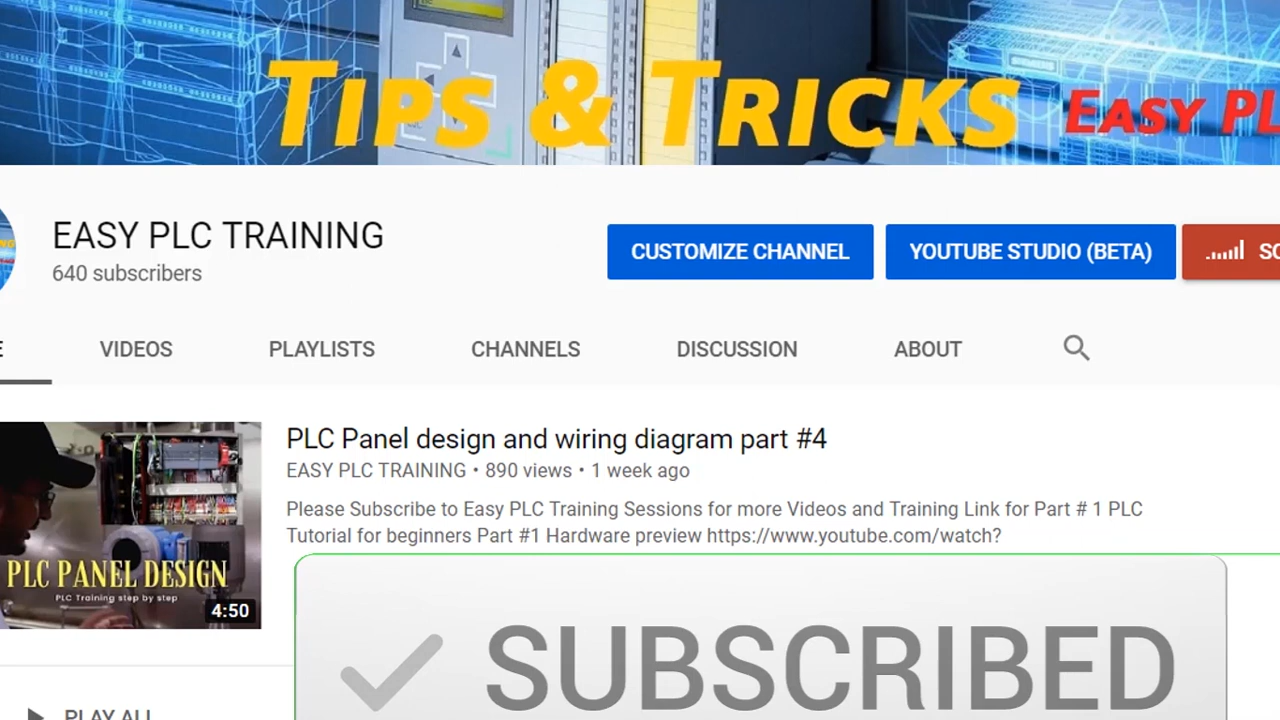 TIPS & TRICKS EASY PL
EASY PLC TRAINING
640 subscribers
CUSTOMIZE CHANNEL
YOUTUBE STUDIO (BETA)
SO
E
VIDEOS
PLAYLISTS
CHANNELS
DISCUSSION
ABOUT
PLC Panel design and wiring diagram part #4
EASY PLC TRAINING • 890 views • 1 week ago
Please Subscribe to Easy PLC Training Sessions for more Videos and Training Link for Part # 1 PLC
Tutorial for beginners Part #1 Hardware preview https://www.youtube.com/watch?
PLC PANEL DESIGN
PLC Training step by step
4:50
SUBSCRIBED
PLAY ALL